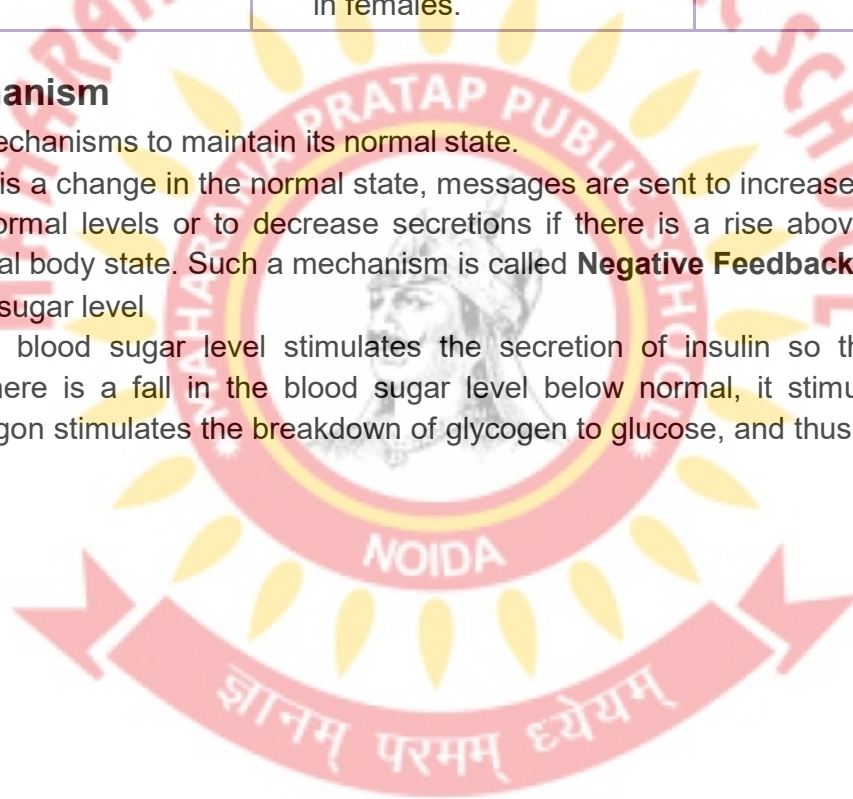 in females.
anism
echanisms to maintain its normal state.
is a change in the normal state, messages are sent to increase
ormal levels or to decrease secretions if there is a rise abov
al body state. Such a mechanism is called Negative Feedback
sugar level
blood sugar level stimulates the secretion of insulin so th
here is a fall in the blood sugar level below normal, it stimu
gon stimulates the breakdown of glycogen to glucose, and thus
MAHARANA PRATAP PUBLIC SCHOOL
NOIDA
ज्ञानम् परमम् ध्येयम्